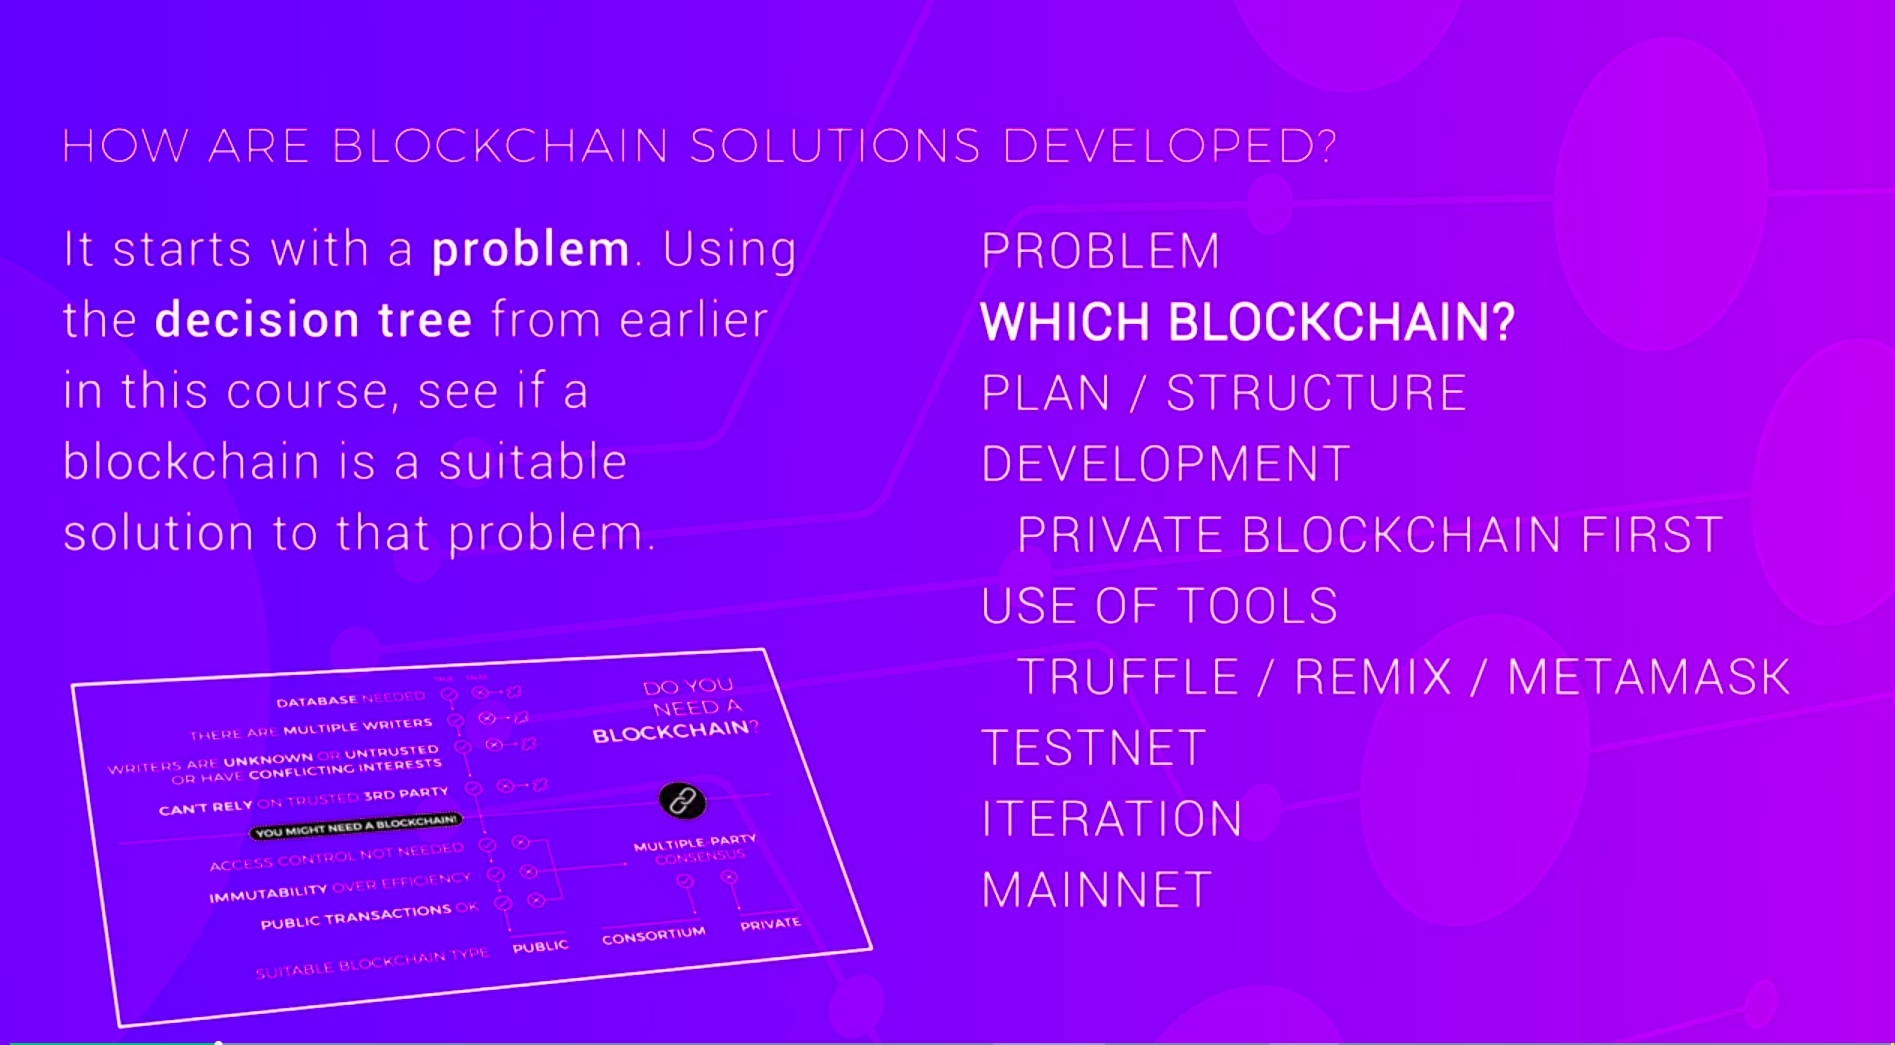 HOW ARE BLOCKCHAIN SOLUTIONS DEVELOPED?
It starts with a problem. Using
the decision tree from earlier
in this course, see if a
blockchain is a suitable
solution to that problem.
PROBLEM
WHICH BLOCKCHAIN?
PLAN / STRUCTURE
DEVELOPMENT
PRIVATE BLOCKCHAIN FIRST
USE OF TOOLS
TRUFFLE / REMIX / METAMASK
TESTNET
ITERATION
MAINNET
DO YOU
NEED A
BLOCKCHAIN?
TRUE FALSE
DATABASE NEEDED
THERE ARE MULTIPLE WRITERS
WRITERS ARE UNKNOWN OR UNTRUSTED
OR HAVE CONFLICTING INTERESTS
CAN'T RELY ON TRUSTED 3RD PARTY
YOU MIGHT NEED A BLOCKCHAIN!
ACCESS CONTROL NOT NEEDED
IMMUTABILITY OVER EFFICIENCY
PUBLIC TRANSACTIONS OK
MULTIPLE-PARTY
CONSENSUS
SUITABLE BLOCKCHAIN TYPE
PUBLIC
CONSORTIUM
PRIVATE